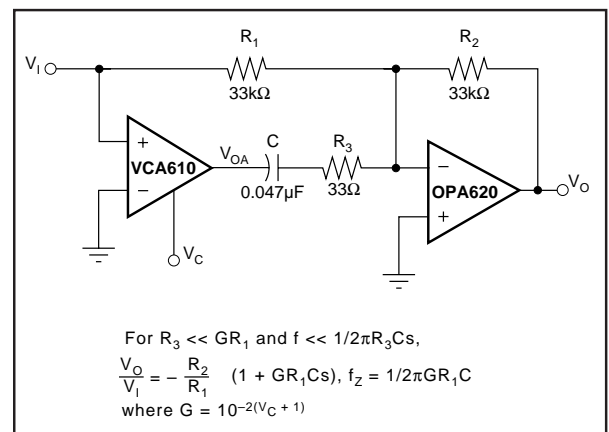 R1
R2
VI
33kΩ
33kΩ
C
R3
+
VCA610
VOA
–
–
OPA620
VO
0.047µF
33Ω
+
VC
For R3 << GR1 and f << 1/2πR3Cs,
VO/VI = – R2/R1 (1 + GR1Cs), fZ = 1/2πGR1C
where G = 10^–2(VC + 1)